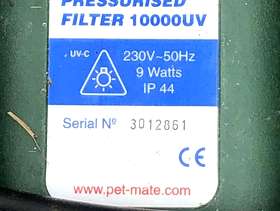 PRESSURISED
FILTER 10000UV
UV-C
230V~50Hz
9 Watts
IP 44
Serial Nº 3012861
CE
www.pet-mate.com